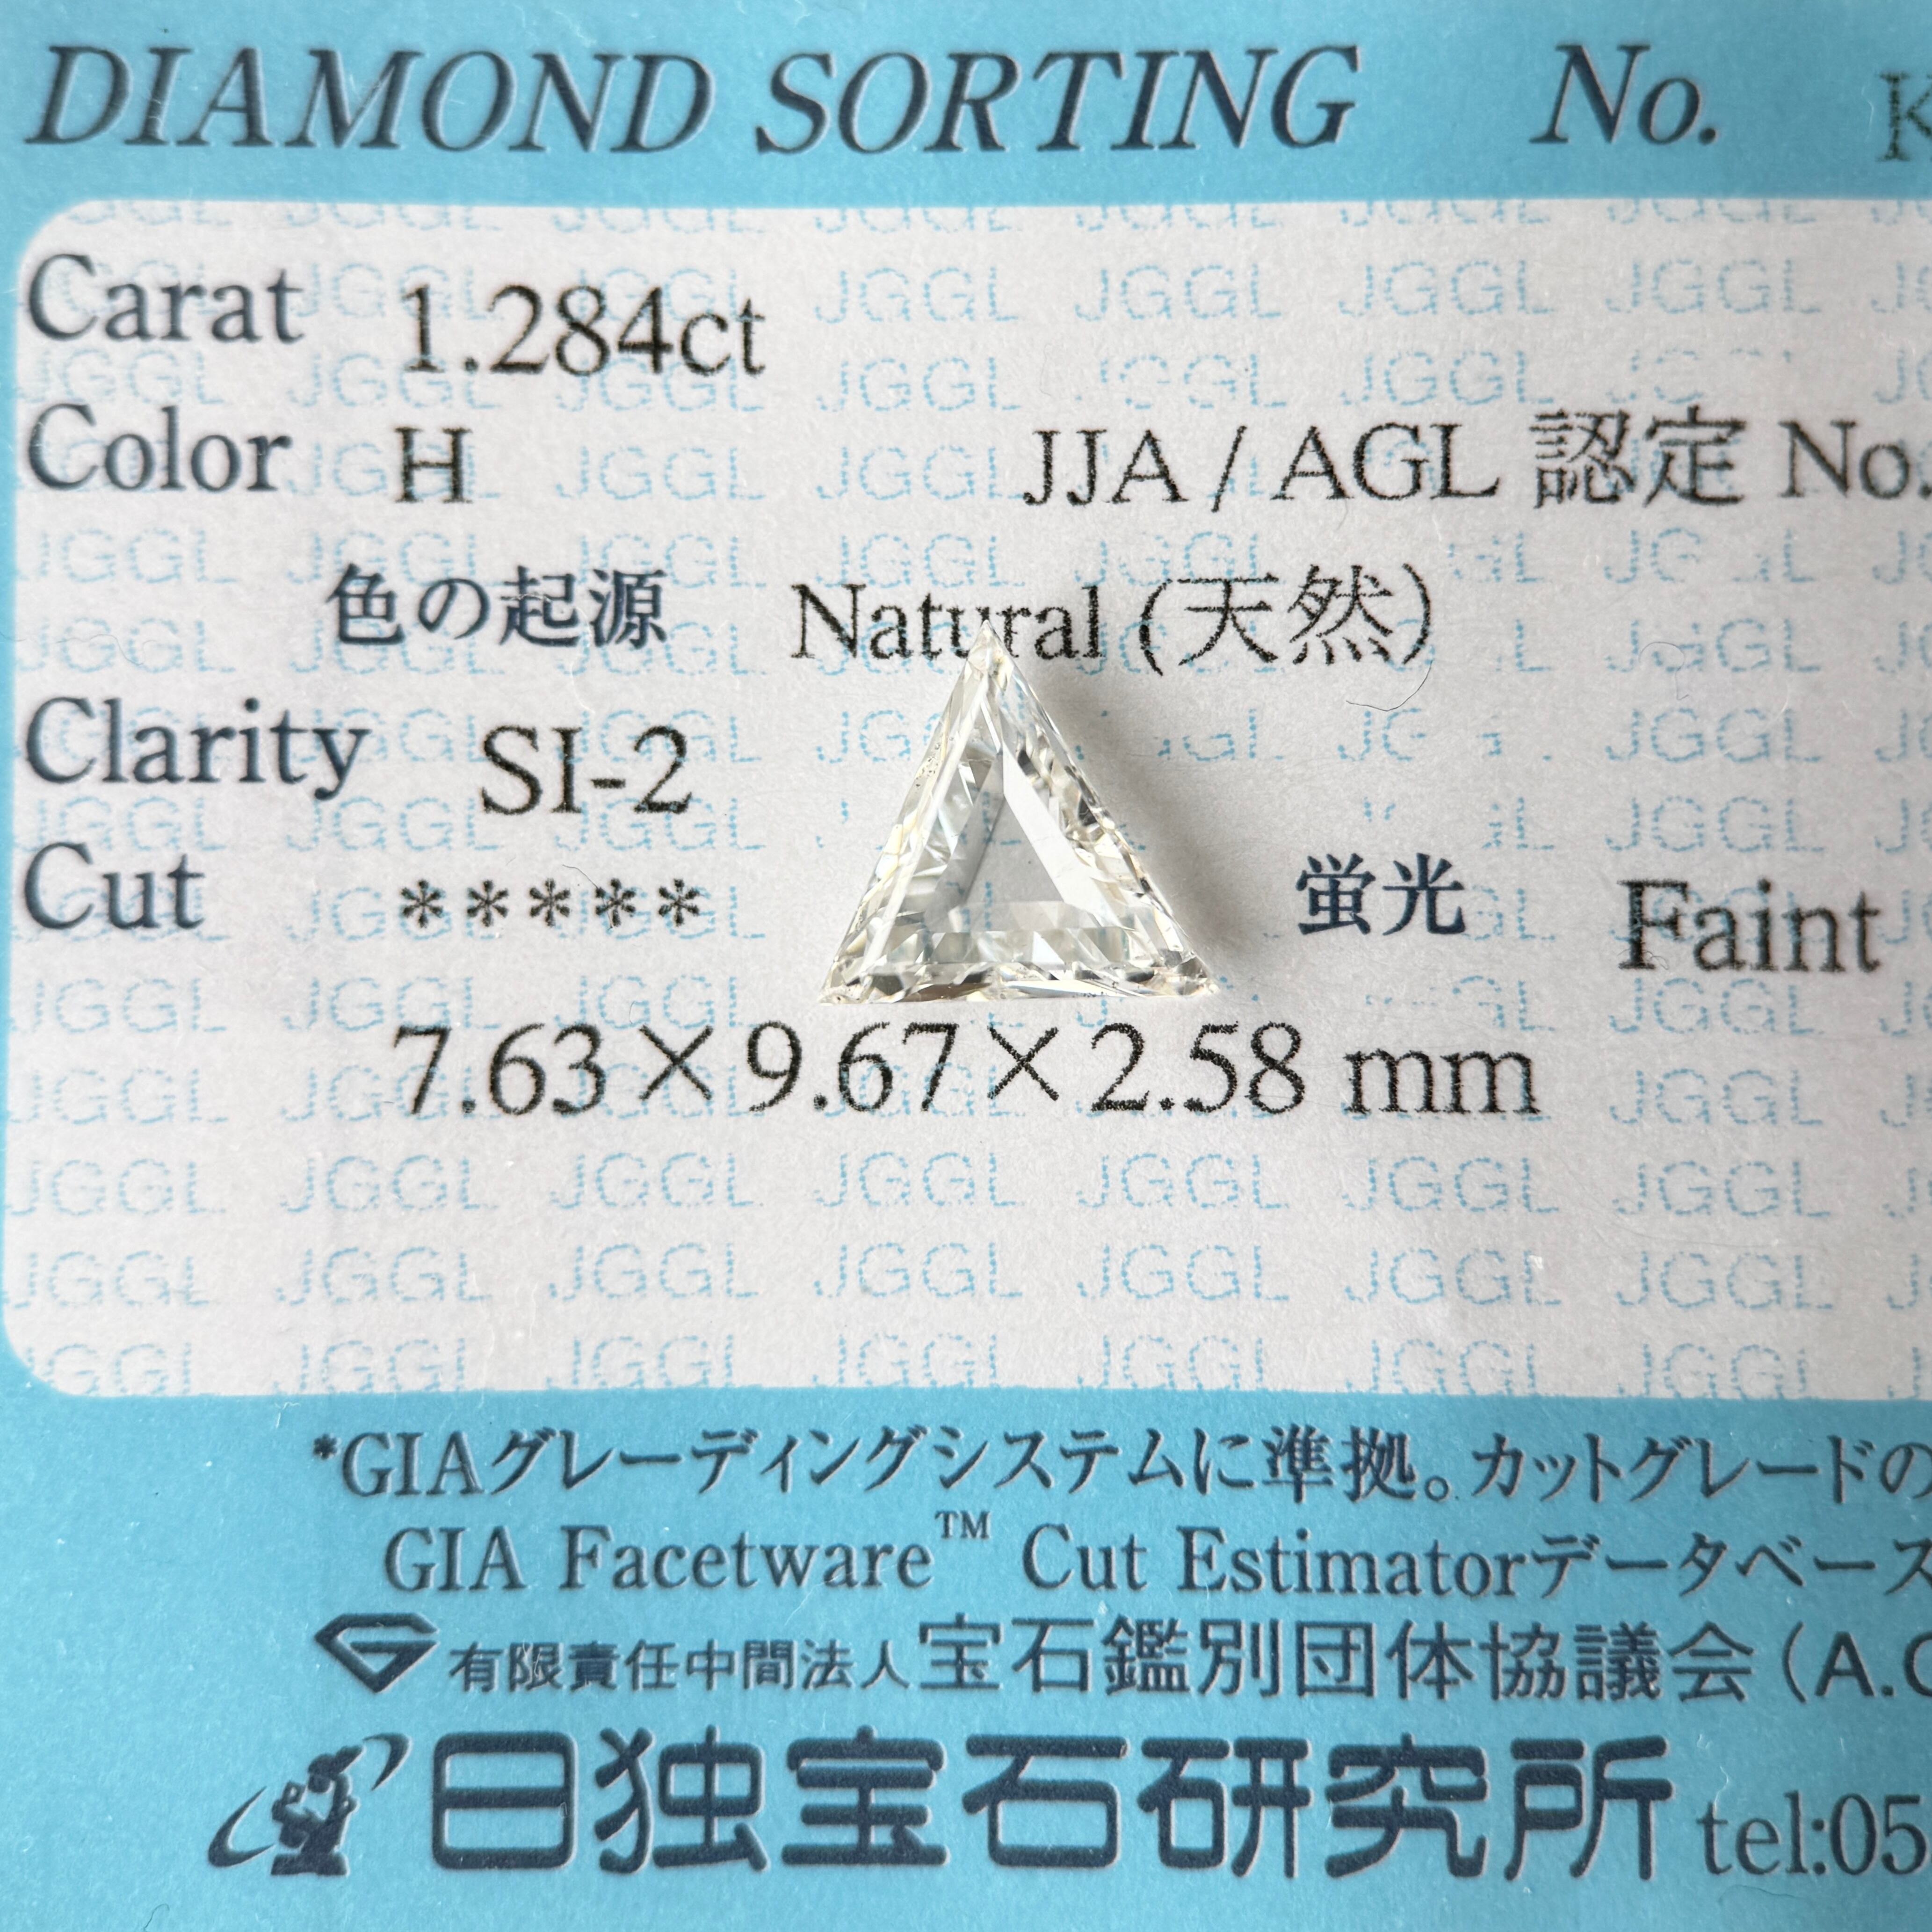 DIAMOND SORTING No. K
Carat 1.284ct
Color H JJA / AGL 認定 No.
色の起源 Natural (天然)
Clarity SI-2
Cut *****
蛍光 Faint
7.63×9.67×2.58 mm
*GIAグレーディングシステムに準拠。カットグレードの
GIA Facetware™ Cut Estimatorデータベース
有限責任中間法人宝石鑑別団体協議会(A.G
日独宝石研究所 tel:05
JGGL